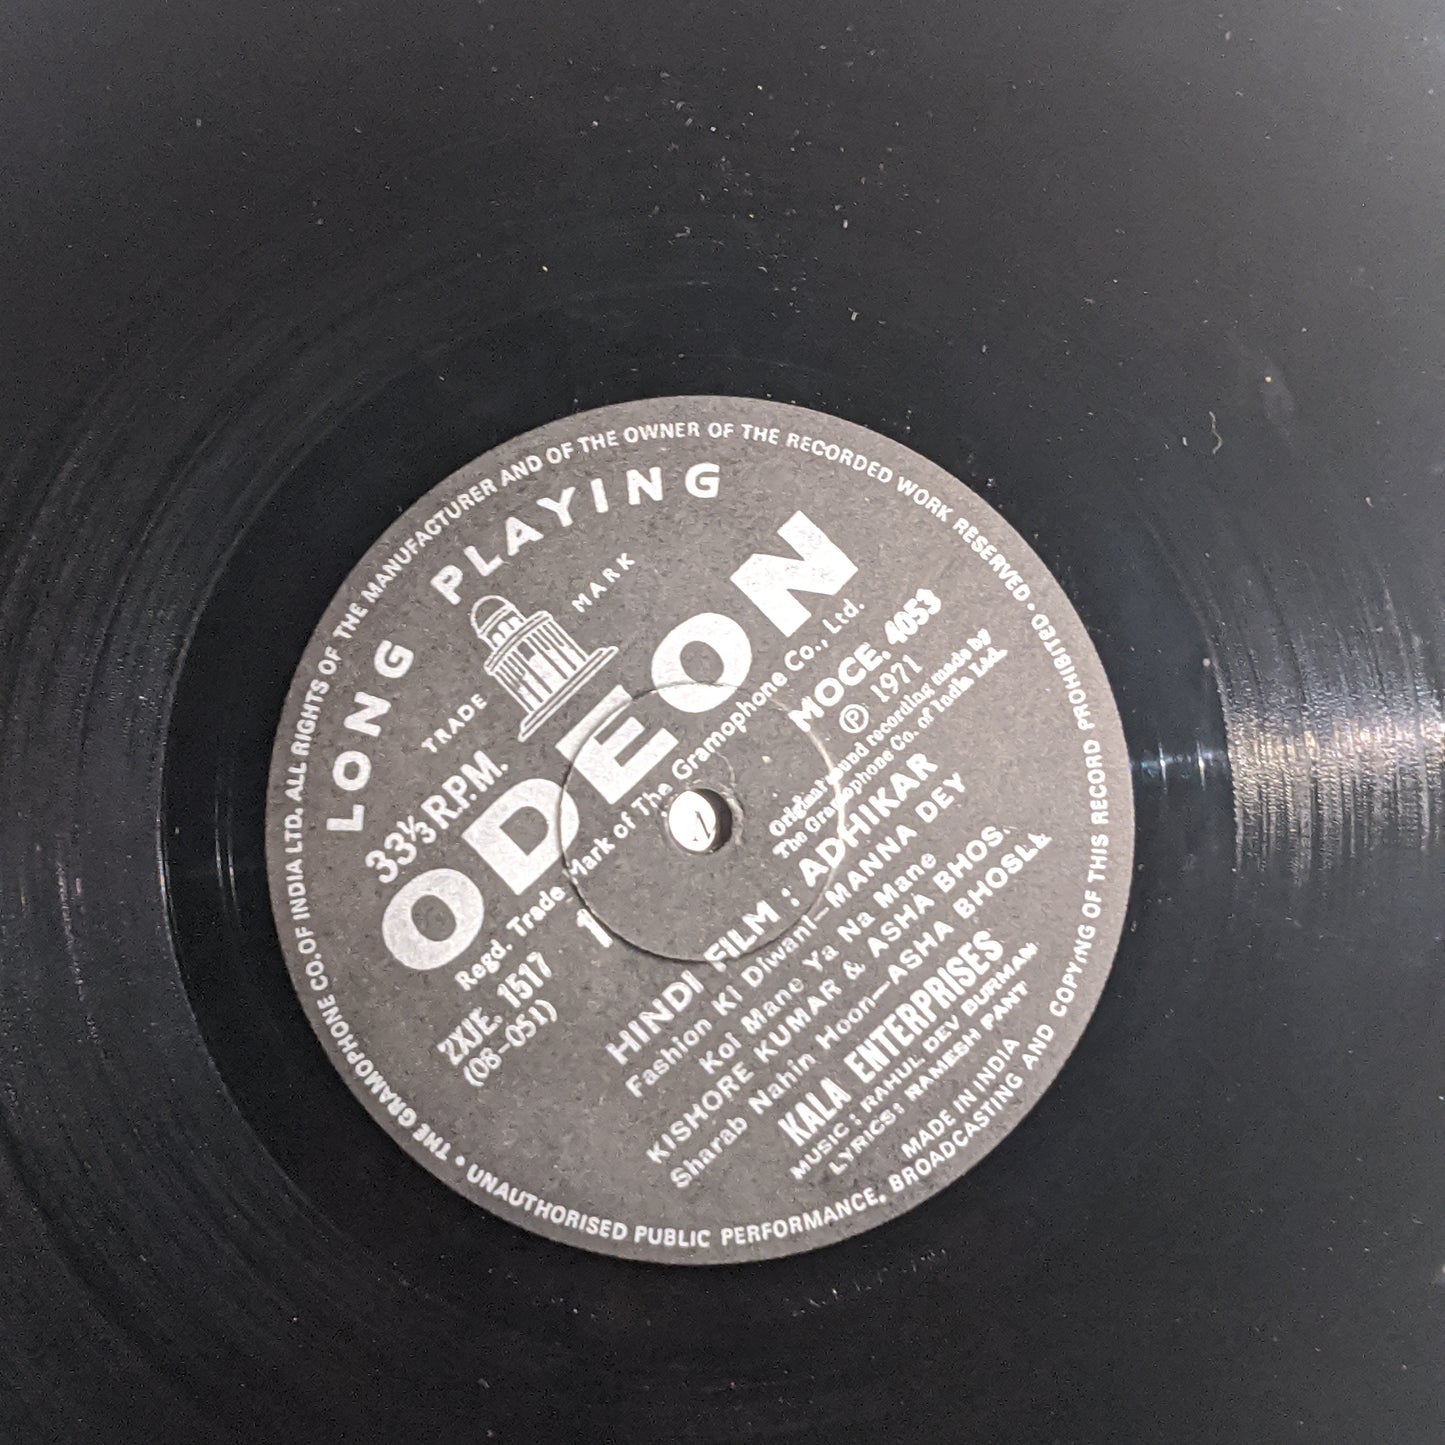 THE GRAMOPHONE CO. OF INDIA LTD. ALL RIGHTS OF THE MANUFACTURER AND OF THE OWNER OF THE RECORDED WORK RESERVED •
UNAUTHORISED PUBLIC PERFORMANCE, BROADCASTING AND COPYING OF THIS RECORD PROHIBITED •
LONG PLAYING
TRADE MARK
33⅓ R.P.M.
ODEON
Regd. Trade Mark of The Gramophone Co., Ltd.
MOCE. 4053
Ⓟ 1971
Original sound recording made by
The Gramophone Co. of India Ltd.
ZXJE. 1517
(08–051)
1
HINDI FILM : ADHIKAR
Fashion Ki Diwani–MANNA DEY
Koi Mane Ya Na Mane
KISHORE KUMAR & ASHA BHOS
Sharab Nahin Hoon—ASHA BHOSLE
KALA ENTERPRISES
MUSIC : RAHUL DEV BURMAN
LYRICS : RAMESH PANT
MADE IN INDIA